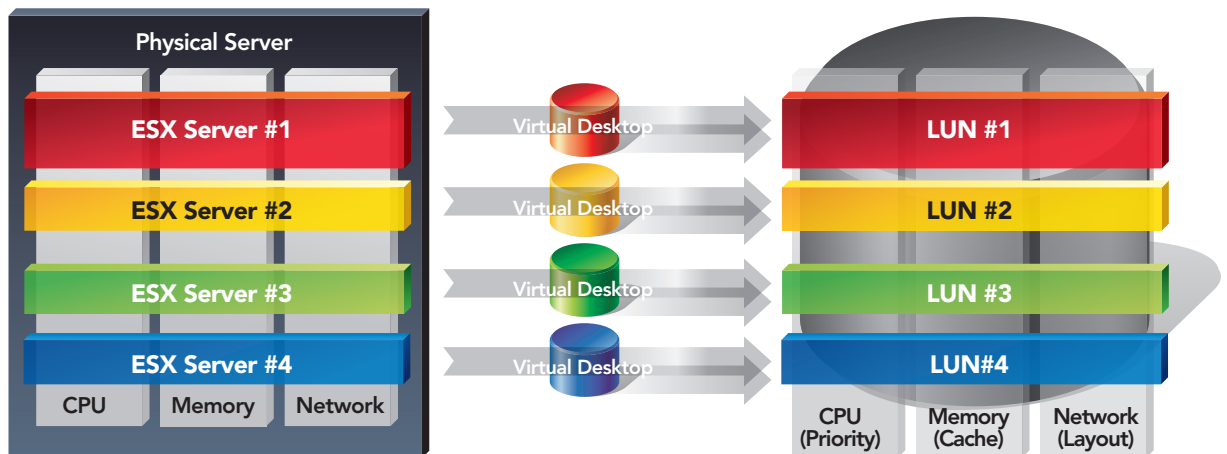 Physical Server
ESX Server #1
Virtual Desktop
LUN #1
ESX Server #2
Virtual Desktop
LUN #2
ESX Server #3
Virtual Desktop
LUN #3
ESX Server #4
Virtual Desktop
LUN#4
CPU
Memory
Network
CPU
(Priority)
Memory
(Cache)
Network
(Layout)